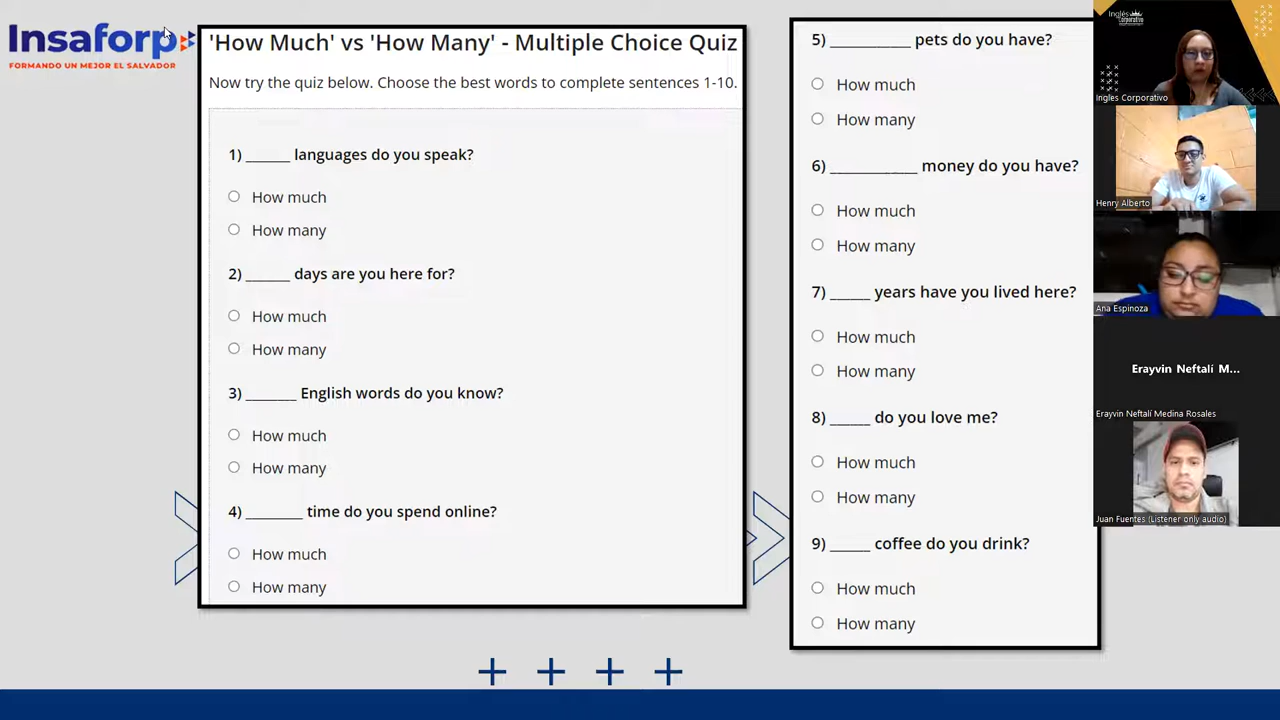 Insaforp
FORMANDO UN MEJOR EL SALVADOR
'How Much' vs 'How Many' - Multiple Choice Quiz
Now try the quiz below. Choose the best words to complete sentences 1-10.
1) ______ languages do you speak?
How much
How many
2) ______ days are you here for?
How much
How many
3) _______ English words do you know?
How much
How many
4) ________ time do you spend online?
How much
How many
5) ___________ pets do you have?
How much
How many
6) ____________ money do you have?
How much
How many
7) _____ years have you lived here?
How much
How many
8) _____ do you love me?
How much
How many
9) _____ coffee do you drink?
How much
How many
Inglés
Corporativo
Ingles Corporativo
Henry Alberto
Ana Espinoza
Erayvin Neftalí M...
Erayvin Neftalí Medina Rosales
Juan Fuentes (Listener only audio)